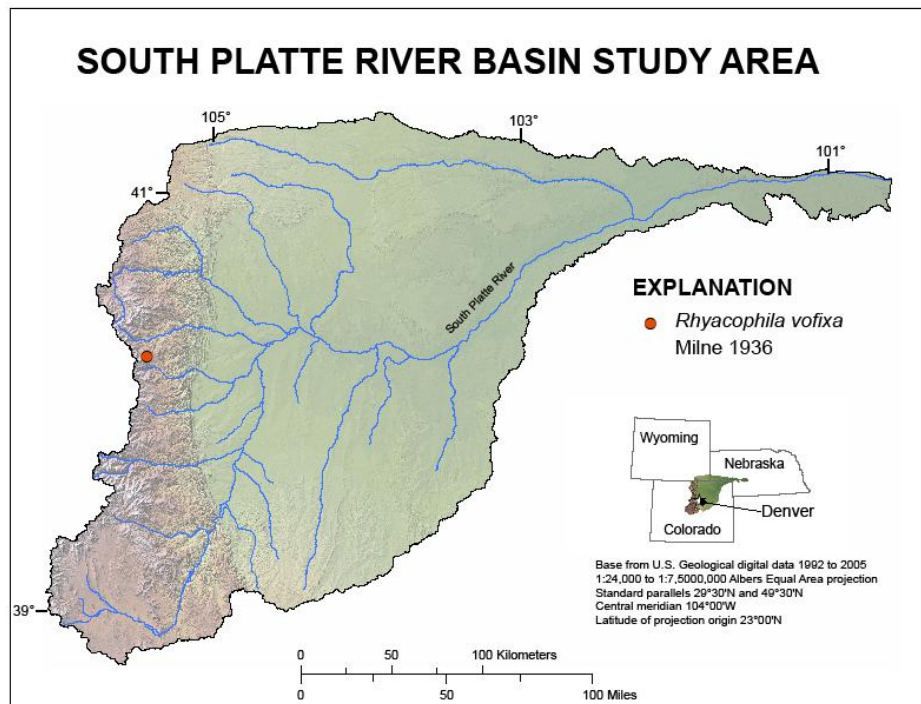 SOUTH PLATTE RIVER BASIN STUDY AREA
105°
103°
101°
41°
South Platte River
EXPLANATION
Rhyacophila vofixa
Milne 1936
Wyoming
Nebraska
Denver
Colorado
Base from U.S. Geological digital data 1992 to 2005
1:24,000 to 1:7,5000,000 Albers Equal Area projection
Standard parallels 29°30'N and 49°30'N
Central meridian 104°00'W
Latitude of projection origin 23°00'N
39°
0 50 100 Kilometers
0 50 100 Miles